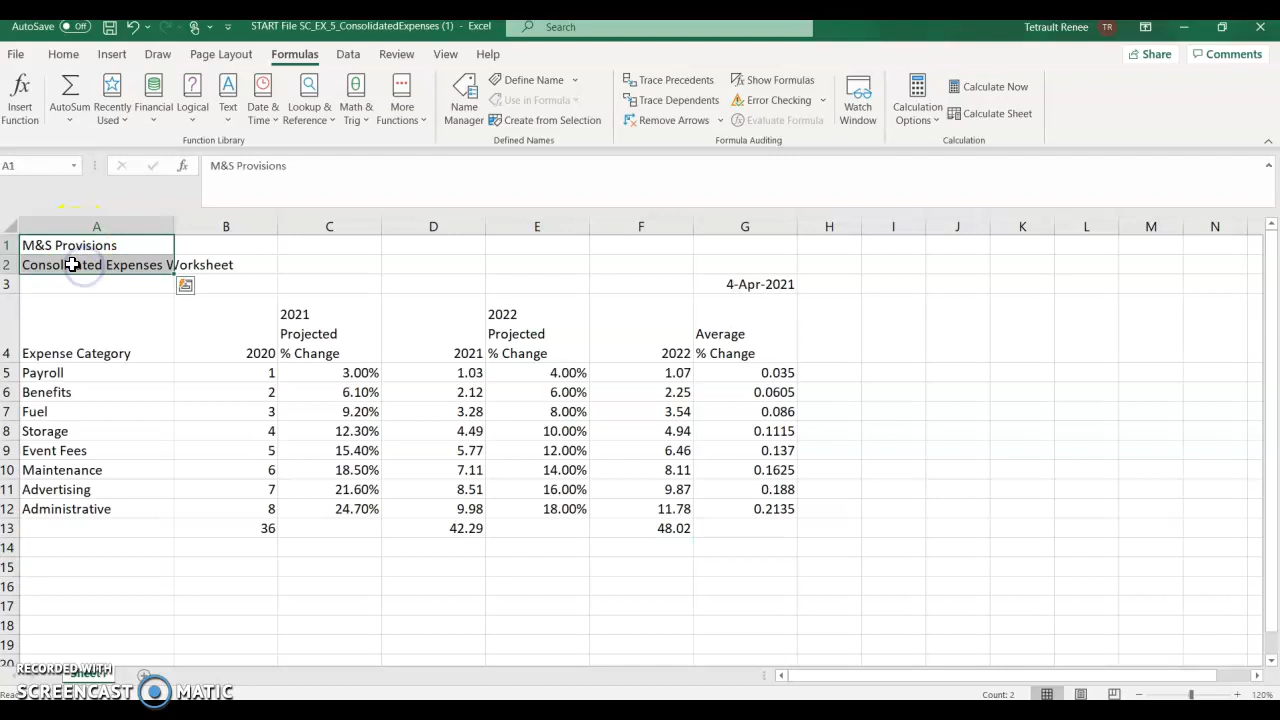 AutoSave Off START File SC_EX_5_ConsolidatedExpenses (1) - Excel Search Tetrault Renee TR
File Home Insert Draw Page Layout Formulas Data Review View Help Share Comments
Insert Function
AutoSum
Recently Used
Financial
Logical
Text
Date & Time
Lookup & Reference
Math & Trig
More Functions
Function Library
Name Manager
Define Name
Use in Formula
Create from Selection
Defined Names
Trace Precedents
Trace Dependents
Remove Arrows
Show Formulas
Error Checking
Evaluate Formula
Formula Auditing
Watch Window
Calculation Options
Calculate Now
Calculate Sheet
Calculation
A1 fx M&S Provisions
A B C D E F G H I J K L M N
1 M&S Provisions
2 Consolidated Expenses Worksheet
3 4-Apr-2021
4 Expense Category 2020 2021 Projected % Change 2021 2022 Projected % Change 2022 Average % Change
5 Payroll 1 3.00% 1.03 4.00% 1.07 0.035
6 Benefits 2 6.10% 2.12 6.00% 2.25 0.0605
7 Fuel 3 9.20% 3.28 8.00% 3.54 0.086
8 Storage 4 12.30% 4.49 10.00% 4.94 0.1115
9 Event Fees 5 15.40% 5.77 12.00% 6.46 0.137
10 Maintenance 6 18.50% 7.11 14.00% 8.11 0.1625
11 Advertising 7 21.60% 8.51 16.00% 9.87 0.188
12 Administrative 8 24.70% 9.98 18.00% 11.78 0.2135
13 36 42.29 48.02
14
15
16
17
18
19
20
RECORDED WITH
SCREENCAST MATIC
Count: 2
120%